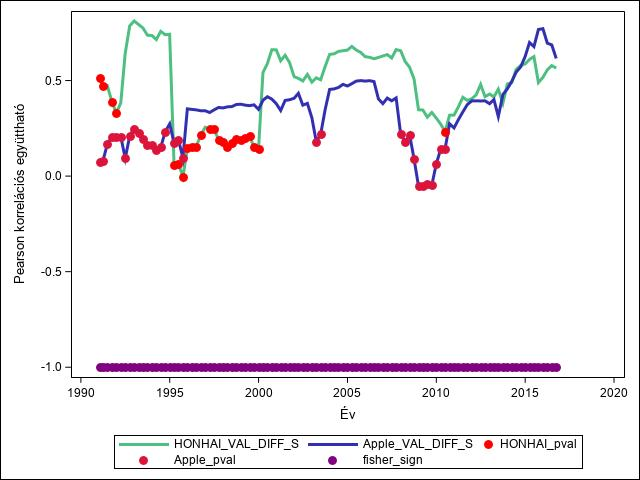 Pearson korrelációs együttható
0.5
0.0
-0.5
-1.0
1990 1995 2000 2005 2010 2015 2020
Év
HONHAI_VAL_DIFF_S Apple_VAL_DIFF_S HONHAI_pval
Apple_pval fisher_sign